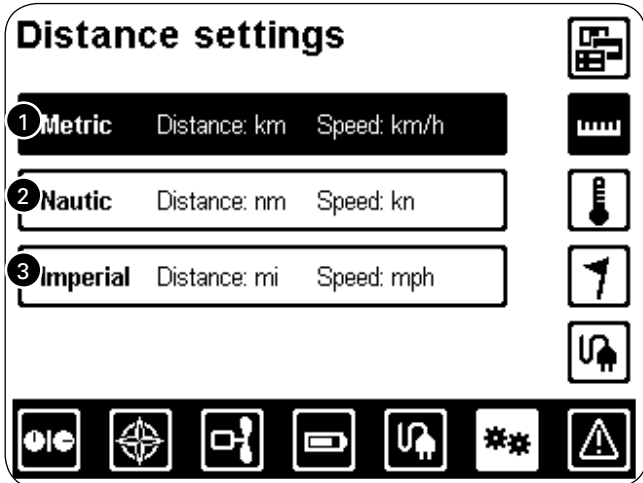 Distance settings
1 Metric Distance: km Speed: km/h
2 Nautic Distance: nm Speed: kn
3 Imperial Distance: mi Speed: mph